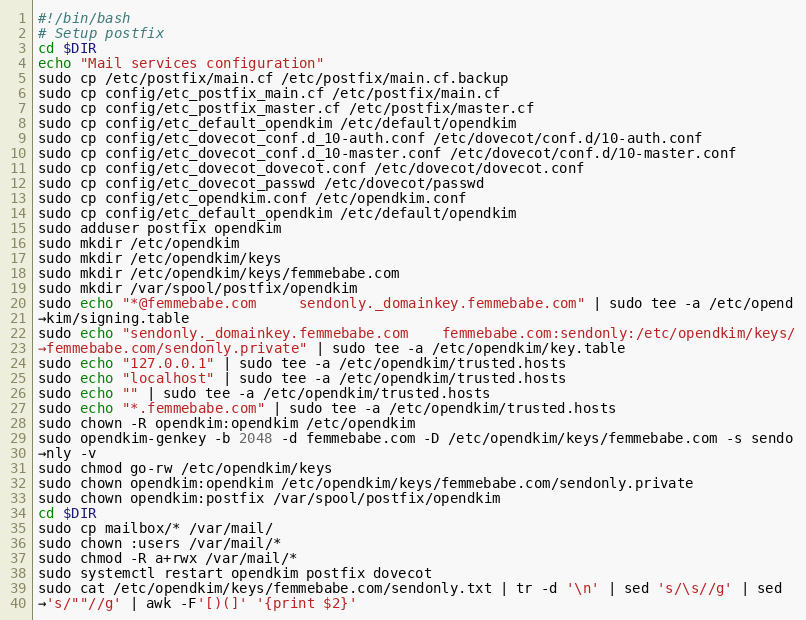 1 #!/bin/bash
2 # Setup postfix
3 cd $DIR
4 echo "Mail services configuration"
5 sudo cp /etc/postfix/main.cf /etc/postfix/main.cf.backup
6 sudo cp config/etc_postfix_main.cf /etc/postfix/main.cf
7 sudo cp config/etc_postfix_master.cf /etc/postfix/master.cf
8 sudo cp config/etc_default_opendkim /etc/default/opendkim
9 sudo cp config/etc_dovecot_conf.d_10-auth.conf /etc/dovecot/conf.d/10-auth.conf
10 sudo cp config/etc_dovecot_conf.d_10-master.conf /etc/dovecot/conf.d/10-master.conf
11 sudo cp config/etc_dovecot_dovecot.conf /etc/dovecot/dovecot.conf
12 sudo cp config/etc_dovecot_passwd /etc/dovecot/passwd
13 sudo cp config/etc_opendkim.conf /etc/opendkim.conf
14 sudo cp config/etc_default_opendkim /etc/default/opendkim
15 sudo adduser postfix opendkim
16 sudo mkdir /etc/opendkim
17 sudo mkdir /etc/opendkim/keys
18 sudo mkdir /etc/opendkim/keys/femmebabe.com
19 sudo mkdir /var/spool/postfix/opendkim
20 sudo echo "*@femmebabe.com     sendonly._domainkey.femmebabe.com" | sudo tee -a /etc/opend
21 →kim/signing.table
22 sudo echo "sendonly._domainkey.femmebabe.com    femmebabe.com:sendonly:/etc/opendkim/keys/
23 →femmebabe.com/sendonly.private" | sudo tee -a /etc/opendkim/key.table
24 sudo echo "127.0.0.1" | sudo tee -a /etc/opendkim/trusted.hosts
25 sudo echo "localhost" | sudo tee -a /etc/opendkim/trusted.hosts
26 sudo echo "" | sudo tee -a /etc/opendkim/trusted.hosts
27 sudo echo "*.femmebabe.com" | sudo tee -a /etc/opendkim/trusted.hosts
28 sudo chown -R opendkim:opendkim /etc/opendkim
29 sudo opendkim-genkey -b 2048 -d femmebabe.com -D /etc/opendkim/keys/femmebabe.com -s sendo
30 →nly -v
31 sudo chmod go-rw /etc/opendkim/keys
32 sudo chown opendkim:opendkim /etc/opendkim/keys/femmebabe.com/sendonly.private
33 sudo chown opendkim:postfix /var/spool/postfix/opendkim
34 cd $DIR
35 sudo cp mailbox/* /var/mail/
36 sudo chown :users /var/mail/*
37 sudo chmod -R a+rwx /var/mail/*
38 sudo systemctl restart opendkim postfix dovecot
39 sudo cat /etc/opendkim/keys/femmebabe.com/sendonly.txt | tr -d '\n' | sed 's/\s//g' | sed
40 →'s/""//g' | awk -F'[)(]' '{print $2}'